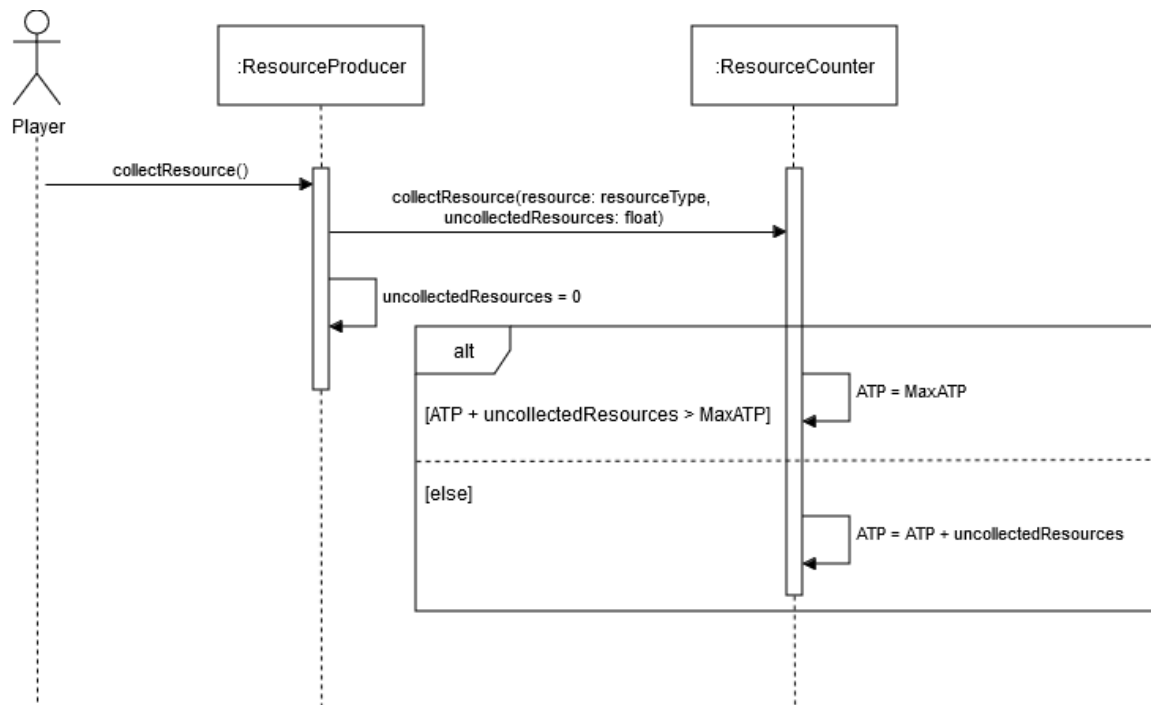 :ResourceProducer
:ResourceCounter
Player
collectResource()
collectResource(resource: resourceType,
uncollectedResources: float)
uncollectedResources = 0
alt
ATP = MaxATP
[ATP + uncollectedResources > MaxATP]
[else]
ATP = ATP + uncollectedResources